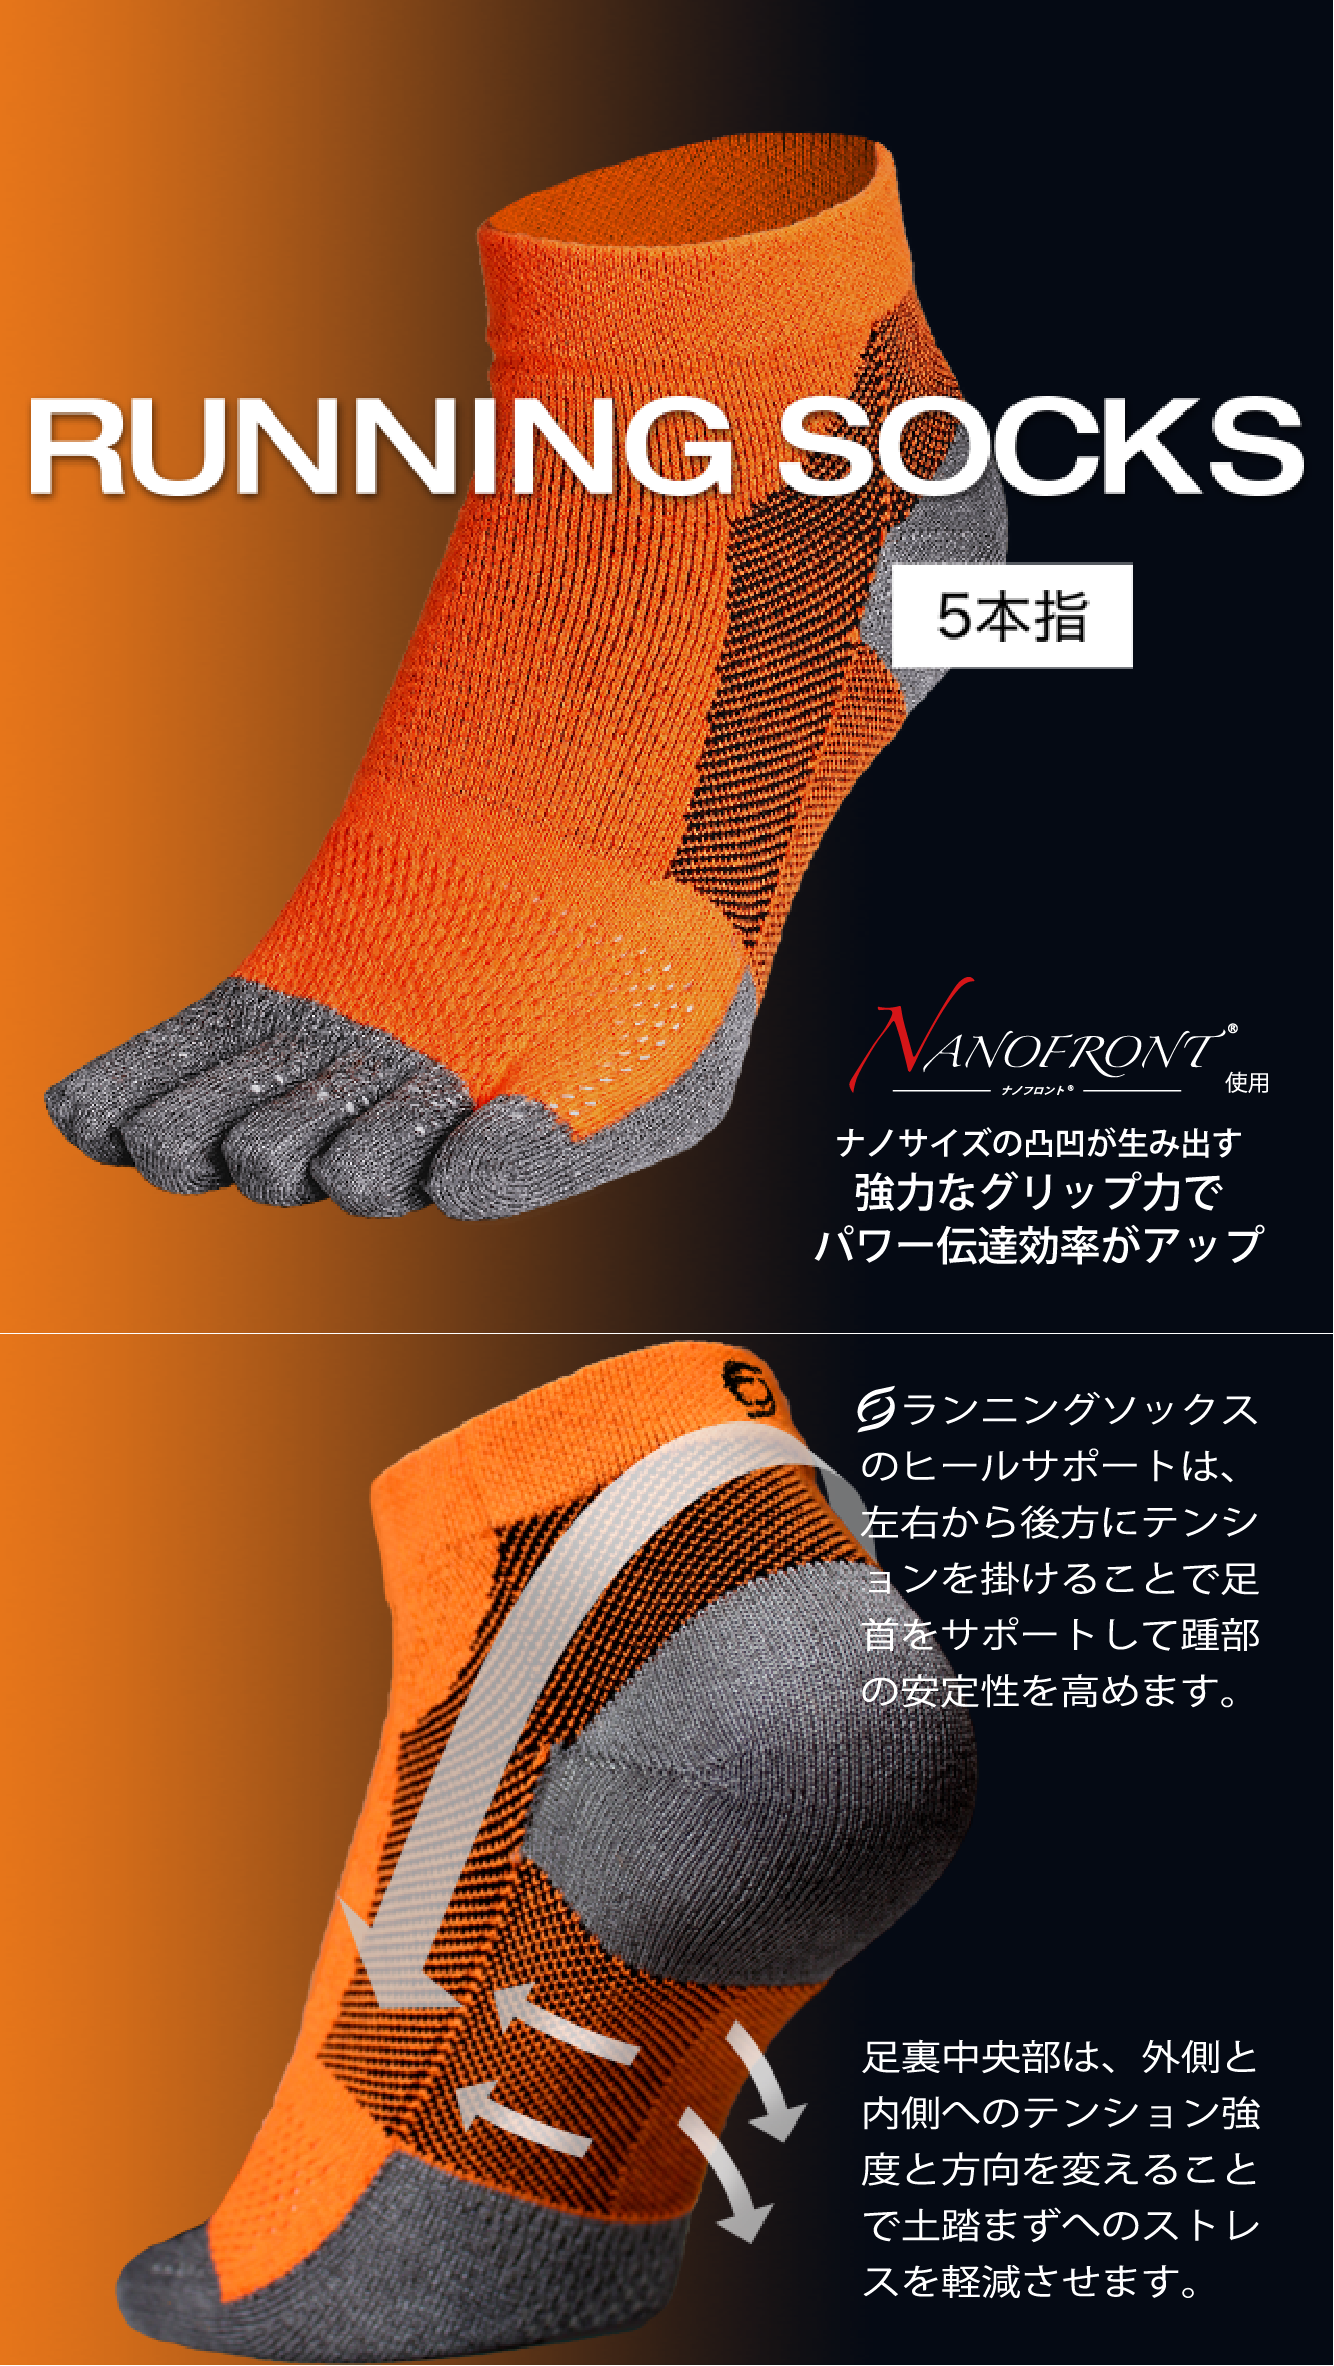 RUNNING SOCKS
5本指
NANOFRONT®
ナノフロント®
使用
ナノサイズの凸凹が生み出す
強力なグリップ力で
パワー伝達効率がアップ
ランニングソックス
のヒールサポートは、
左右から後方にテンシ
ョンを掛けることで足
首をサポートして踵部
の安定性を高めます。
足裏中央部は、外側と
内側へのテンション強
度と方向を変えること
で土踏まずへのストレ
スを軽減させます。